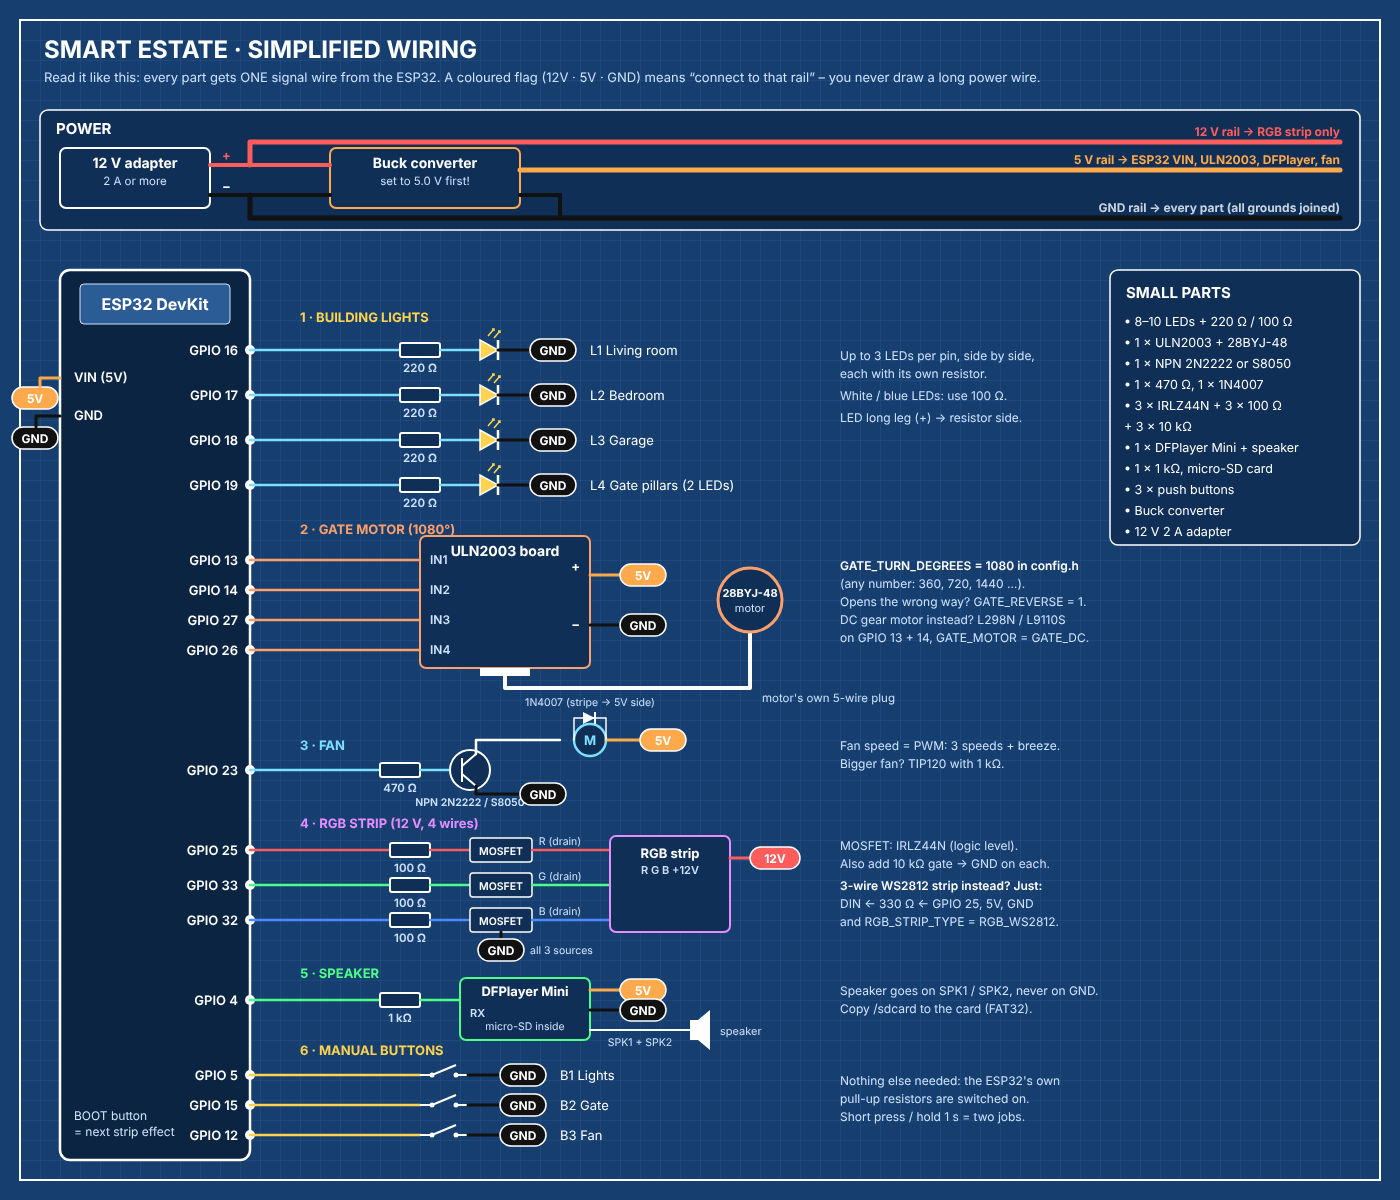 SMART ESTATE · SIMPLIFIED WIRING
Read it like this: every part gets ONE signal wire from the ESP32. A coloured flag (12V · 5V · GND) means “connect to that rail” – you never draw a long power wire.
POWER
12 V adapter
2 A or more
+
−
Buck converter
set to 5.0 V first!
12 V rail → RGB strip only
5 V rail → ESP32 VIN, ULN2003, DFPlayer, fan
GND rail → every part (all grounds joined)
ESP32 DevKit
VIN (5V)
5V
GND
GND
BOOT button
= next strip effect
1 · BUILDING LIGHTS
GPIO 16
220 Ω
GND
L1 Living room
GPIO 17
220 Ω
GND
L2 Bedroom
GPIO 18
220 Ω
GND
L3 Garage
GPIO 19
220 Ω
GND
L4 Gate pillars (2 LEDs)
Up to 3 LEDs per pin, side by side,
each with its own resistor.
White / blue LEDs: use 100 Ω.
LED long leg (+) → resistor side.
SMALL PARTS
• 8–10 LEDs + 220 Ω / 100 Ω
• 1 × ULN2003 + 28BYJ-48
• 1 × NPN 2N2222 or S8050
• 1 × 470 Ω, 1 × 1N4007
• 3 × IRLZ44N + 3 × 100 Ω
+ 3 × 10 kΩ
• 1 × DFPlayer Mini + speaker
• 1 × 1 kΩ, micro-SD card
• 3 × push buttons
• Buck converter
• 12 V 2 A adapter
2 · GATE MOTOR (1080°)
GPIO 13
GPIO 14
GPIO 27
GPIO 26
ULN2003 board
IN1
IN2
IN3
IN4
+
−
5V
GND
28BYJ-48
motor
motor's own 5-wire plug
GATE_TURN_DEGREES = 1080 in config.h
(any number: 360, 720, 1440 ...).
Opens the wrong way? GATE_REVERSE = 1.
DC gear motor instead? L298N / L9110S
on GPIO 13 + 14, GATE_MOTOR = GATE_DC.
3 · FAN
1N4007 (stripe → 5V side)
M
5V
GPIO 23
470 Ω
NPN 2N2222 / S8050
GND
Fan speed = PWM: 3 speeds + breeze.
Bigger fan? TIP120 with 1 kΩ.
4 · RGB STRIP (12 V, 4 wires)
GPIO 25
100 Ω
MOSFET
R (drain)
GPIO 33
100 Ω
MOSFET
G (drain)
GPIO 32
100 Ω
MOSFET
B (drain)
GND
all 3 sources
RGB strip
R G B +12V
12V
MOSFET: IRLZ44N (logic level).
Also add 10 kΩ gate → GND on each.
3-wire WS2812 strip instead? Just:
DIN ← 330 Ω ← GPIO 25, 5V, GND
and RGB_STRIP_TYPE = RGB_WS2812.
5 · SPEAKER
GPIO 4
1 kΩ
DFPlayer Mini
RX
micro-SD inside
5V
GND
SPK1 + SPK2
speaker
Speaker goes on SPK1 / SPK2, never on GND.
Copy /sdcard to the card (FAT32).
6 · MANUAL BUTTONS
GPIO 5
GND
B1 Lights
GPIO 15
GND
B2 Gate
GPIO 12
GND
B3 Fan
Nothing else needed: the ESP32's own
pull-up resistors are switched on.
Short press / hold 1 s = two jobs.